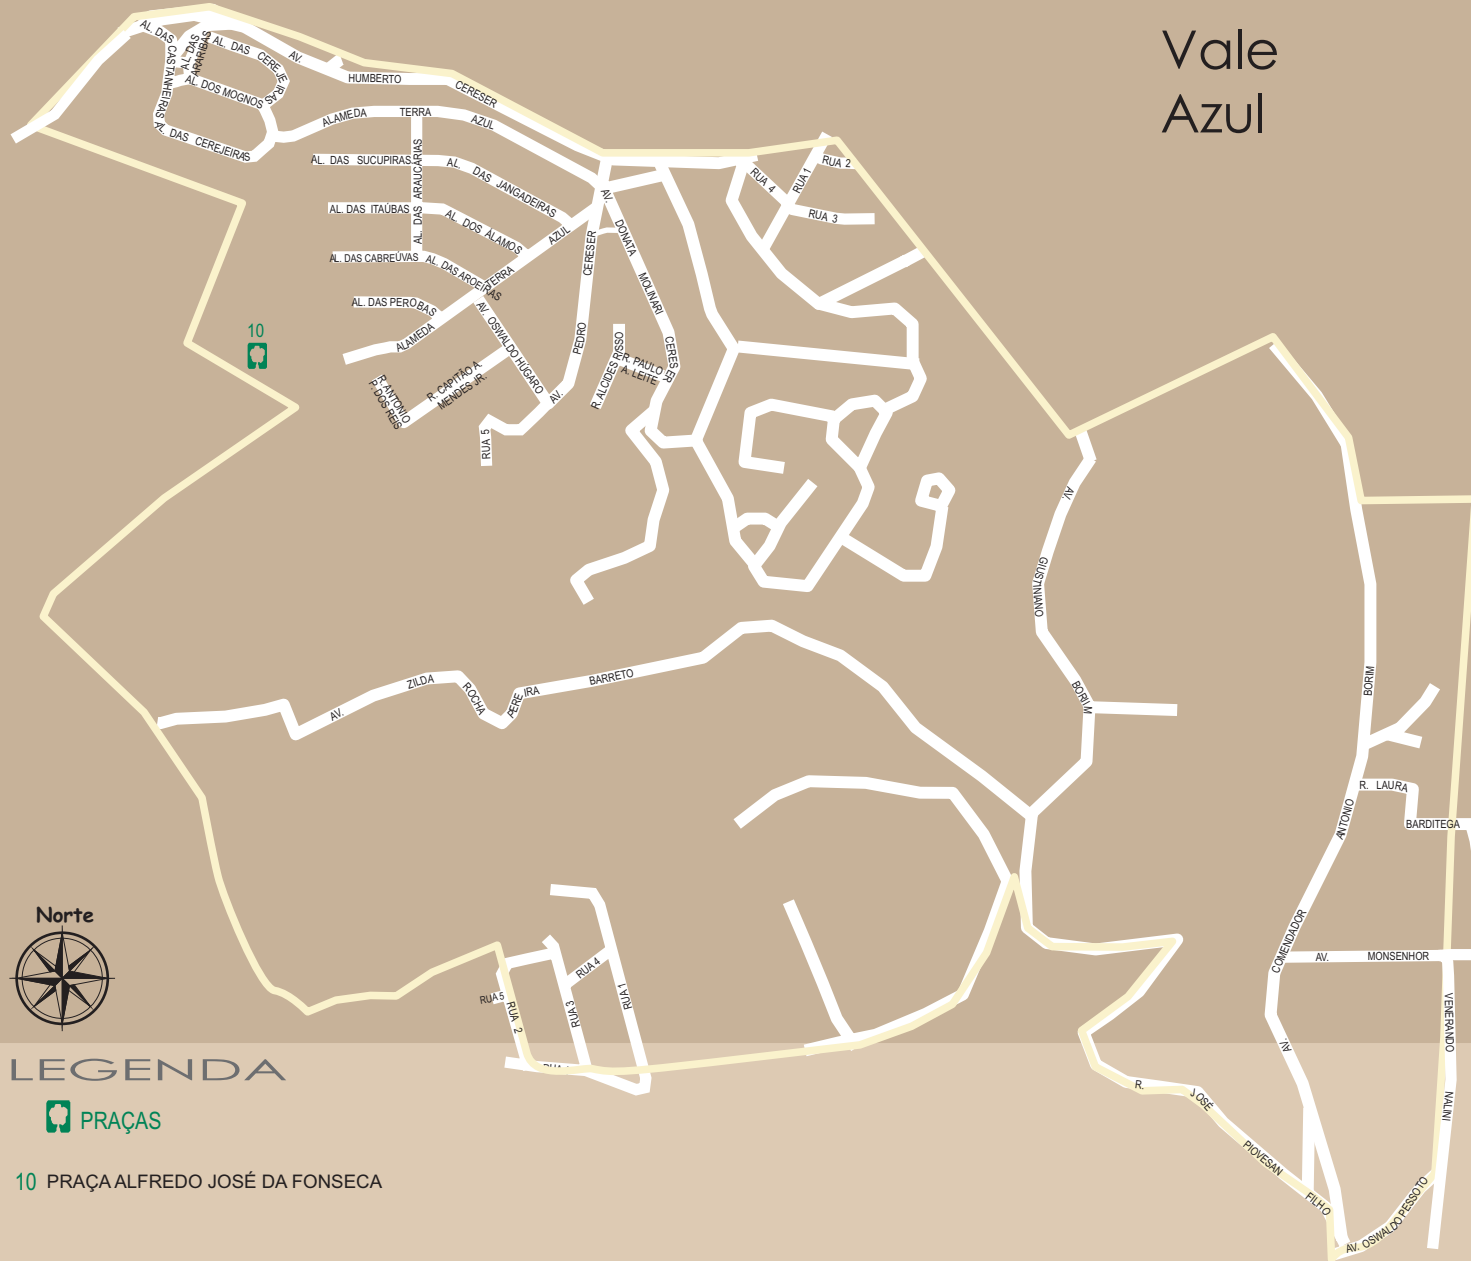 Vale
Azul
AL. DAS
CASTANHEIRAS
AL. DAS
ARARIBAS
AL. DAS CEREJEIRAS
AL. DOS MOGNOS
AL. DAS CEREJEIRAS
AV. HUMBERTO CERESER
ALAMEDA TERRA AZUL
AL. DAS SUCUPIRAS
AL. DAS ARAUCARIAS
AL. DAS JANGADEIRAS
AL. DAS ITAÚBAS
AL. DOS ÁLAMOS
AL. DAS CABREÚVAS
AL. DAS AROEIRAS
AL. DAS PEROBAS
ALAMEDA TERRA AZUL
AV. OSWALDO HÚGARO
R. CAPITÃO A.
MENDES JR.
R. ANTONIO
P. DOS REIS
RUA 5
AV. PEDRO CERESER
AV. DONATA MOLINARI CERESER
R. ALCIDES RISSO
R. PAULO
A. LEITE
RUA 4
RUA 1
RUA 2
RUA 3
10
AV. GIUSTINIANO BORIM
AV. ZILDA ROCHA PEREIRA BARRETO
AV. COMENDADOR ANTONIO BORIM
R. LAURA
BARDITEGA
AV. MONSENHOR
VENERANDO NALINI
RUA 5
RUA 2
RUA 3
RUA 4
RUA 1
R. JOSÉ PIOVESAN FILHO
AV. OSWALDO PESSOTO
Norte
LEGENDA
PRAÇAS
10 PRAÇA ALFREDO JOSÉ DA FONSECA